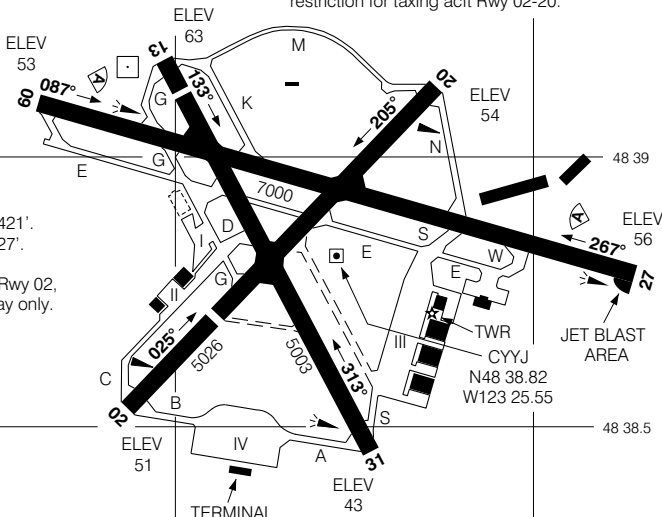 restriction for taxiing acft Rwy 02-20.
ELEV
63
ELEV
53
13
M
A
087°
09
133°
G
K
20
205°
ELEV
54
N
G
E
7000
48 39
421'.
27'.
D
I
S
E
A
ELEV
56
267°
W
E
27
Rwy 02,
ay only.
II
G
025°
5026
5003
313°
III
TWR
JET BLAST
AREA
CYYJ
N48 38.82
W123 25.55
C
B
02
S
48 38.5
ELEV
51
IV
A
31
ELEV
43
TERMINAL